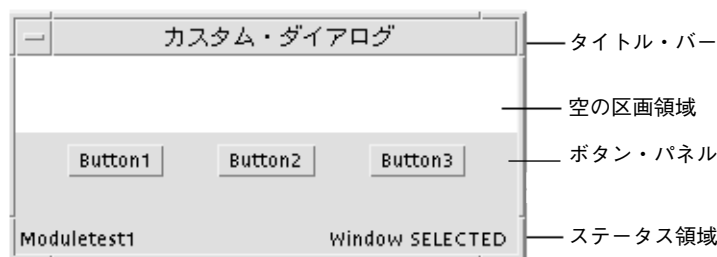 カスタム・ダイアログ
タイトル・バー
空の区画領域
Button1 Button2 Button3
ボタン・パネル
Moduletest1 Window SELECTED
ステータス領域